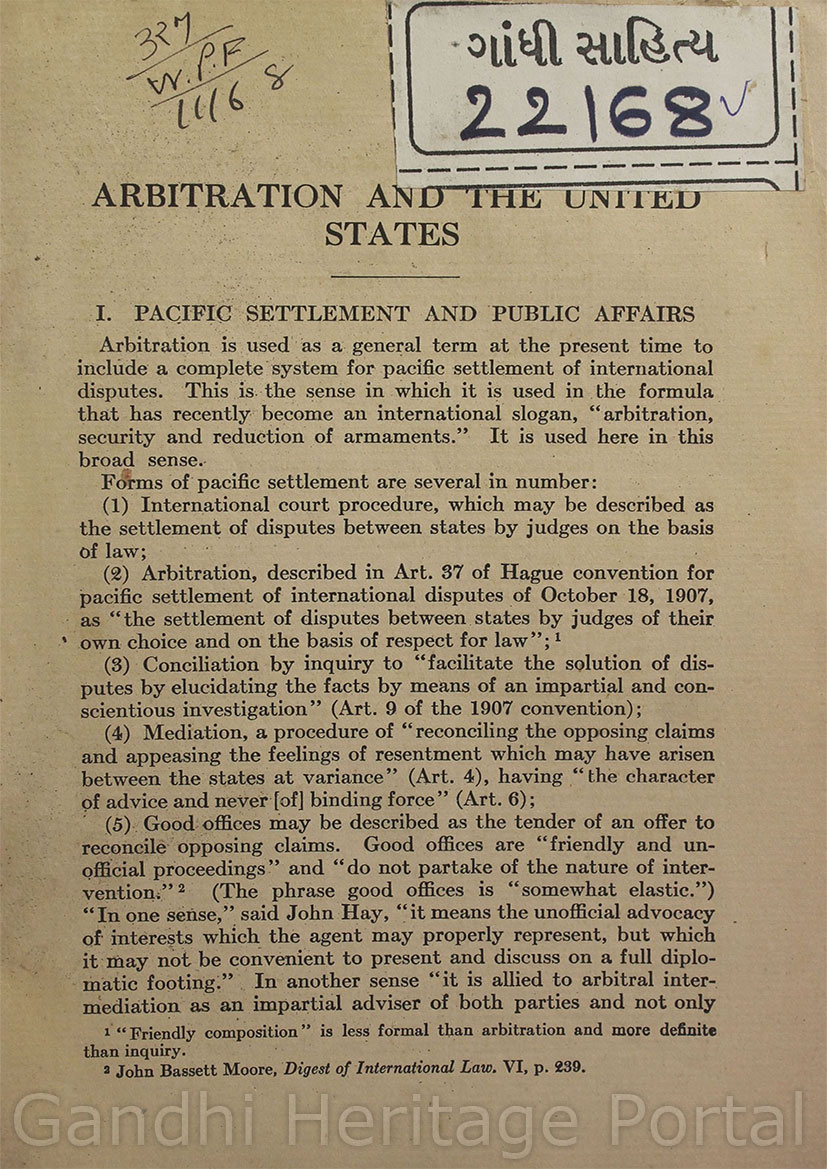 327
W.P.F
1116 8
ગાંધી સાહિત્ય
22168
ARBITRATION AND THE UNITED
STATES
I. PACIFIC SETTLEMENT AND PUBLIC AFFAIRS
Arbitration is used as a general term at the present time to
include a complete system for pacific settlement of international
disputes. This is the sense in which it is used in the formula
that has recently become an international slogan, “arbitration,
security and reduction of armaments.” It is used here in this
broad sense.
Forms of pacific settlement are several in number:
(1) International court procedure, which may be described as
the settlement of disputes between states by judges on the basis
of law;
(2) Arbitration, described in Art. 37 of Hague convention for
pacific settlement of international disputes of October 18, 1907,
as “the settlement of disputes between states by judges of their
own choice and on the basis of respect for law”; 1
(3) Conciliation by inquiry to “facilitate the solution of dis-
putes by elucidating the facts by means of an impartial and con-
scientious investigation” (Art. 9 of the 1907 convention);
(4) Mediation, a procedure of “reconciling the opposing claims
and appeasing the feelings of resentment which may have arisen
between the states at variance” (Art. 4), having “the character
of advice and never [of] binding force” (Art. 6);
(5) Good offices may be described as the tender of an offer to
reconcile opposing claims. Good offices are “friendly and un-
official proceedings” and “do not partake of the nature of inter-
vention.” 2 (The phrase good offices is “somewhat elastic.”)
“In one sense,” said John Hay, “it means the unofficial advocacy
of interests which the agent may properly represent, but which
it may not be convenient to present and discuss on a full diplo-
matic footing.” In another sense “it is allied to arbitral inter-
mediation as an impartial adviser of both parties and not only
1 “Friendly composition” is less formal than arbitration and more definite
than inquiry.
2 John Bassett Moore, Digest of International Law. VI, p. 239.
Gandhi Heritage Portal